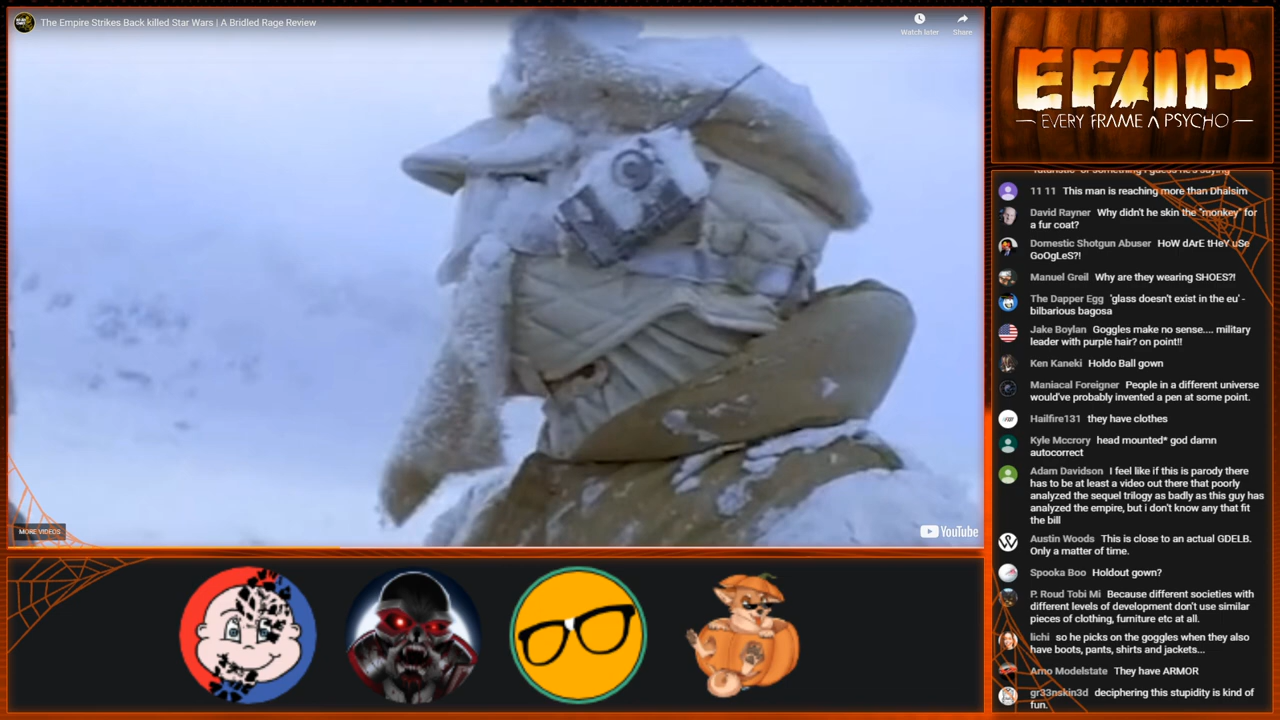 The Empire Strikes Back killed Star Wars | A Bridled Rage Review
Watch later
Share
MORE VIDEOS
YouTube
EFAP
EVERY FRAME A PSYCHO
"futuristic" or something I guess he's saying
11 11 This man is reaching more than Dhalsim
David Rayner Why didn't he skin the "monkey" for
a fur coat?
Domestic Shotgun Abuser HoW dArE tHeY uSe
GoOgLeS?!
Manuel Greil Why are they wearing SHOES?!
The Dapper Egg 'glass doesn't exist in the eu' -
bilbarious bagosa
Jake Boylan Goggles make no sense.... military
leader with purple hair? on point!!
Ken Kaneki Holdo Ball gown
Maniacal Foreigner People in a different universe
would've probably invented a pen at some point.
Hailfire131 they have clothes
Kyle Mccrory head mounted* god damn
autocorrect
Adam Davidson I feel like if this is parody there
has to be at least a video out there that poorly
analyzed the sequel trilogy as badly as this guy has
analyzed the empire, but i don't know any that fit
the bill
Austin Woods This is close to an actual GDELB.
Only a matter of time.
Spooka Boo Holdout gown?
P. Roud Tobi Mi Because different societies with
different levels of development don't use similar
pieces of clothing, furniture etc at all.
lichi so he picks on the goggles when they also
have boots, pants, shirts and jackets...
Amo Modelstate They have ARMOR
gr33nskin3d deciphering this stupidity is kind of
fun.